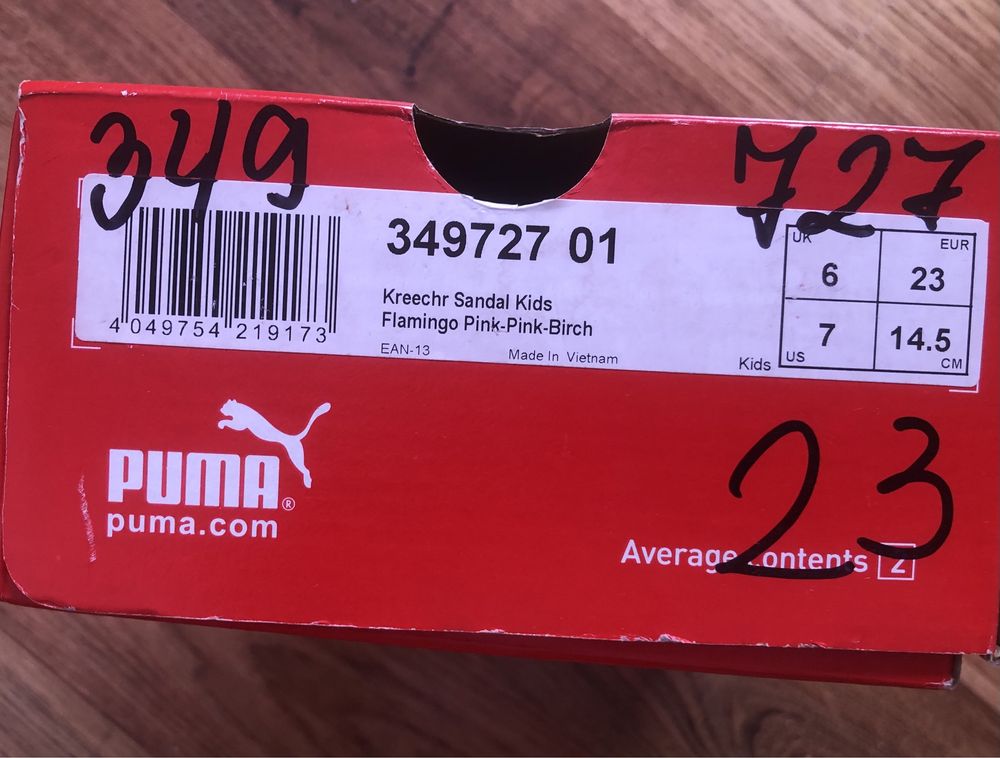 349 727
349727 01
UK EUR
6 23
7 14.5
US CM
Kids
Kreechr Sandal Kids
Flamingo Pink-Pink-Birch
4 049754 219173
EAN-13 Made In Vietnam
PUMA®
puma.com
23
Average contents 2